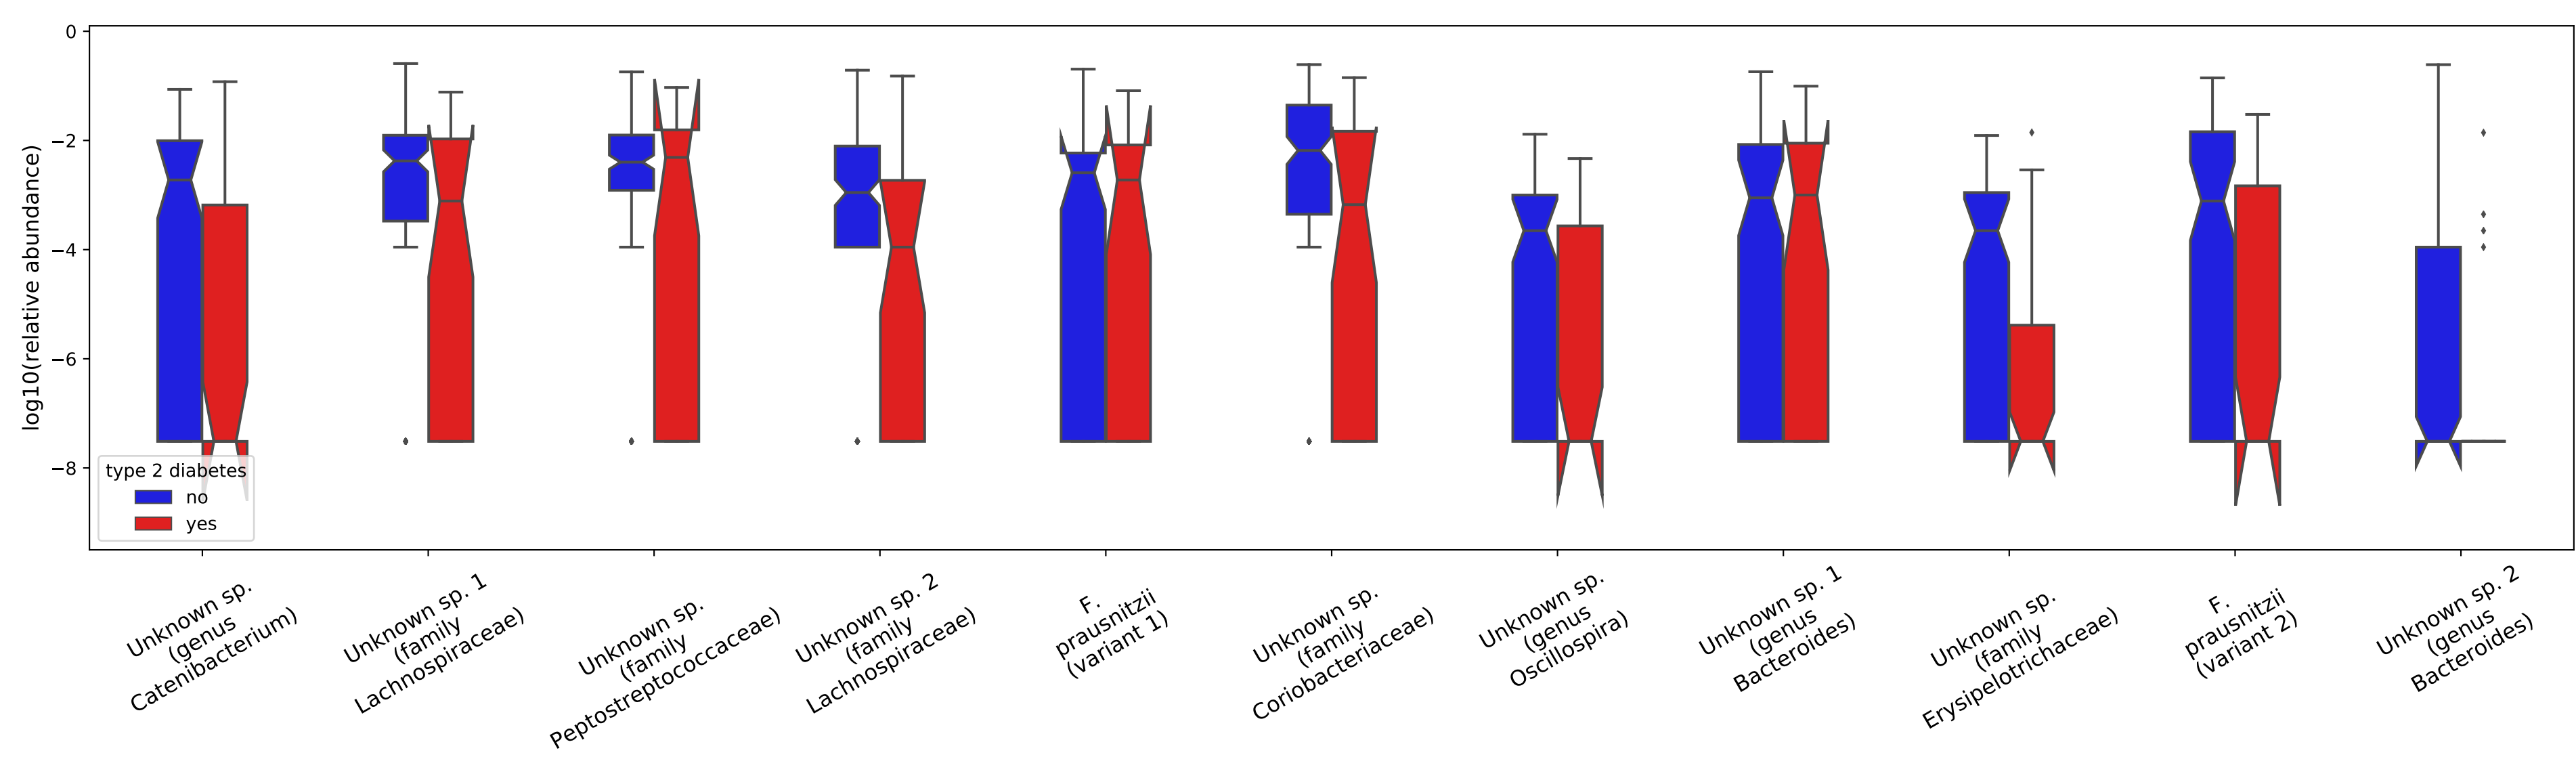 log10(relative abundance)
0
−2
−4
−6
−8
type 2 diabetes
no
yes
Unknown sp.
(genus
Catenibacterium)
Unknown sp. 1
(family
Lachnospiraceae)
Unknown sp.
(family
Peptostreptococcaceae)
Unknown sp. 2
(family
Lachnospiraceae)
F.
prausnitzii
(variant 1)
Unknown sp.
(family
Coriobacteriaceae)
Unknown sp.
(genus
Oscillospira)
Unknown sp. 1
(genus
Bacteroides)
Unknown sp.
(family
Erysipelotrichaceae)
F.
prausnitzii
(variant 2)
Unknown sp. 2
(genus
Bacteroides)